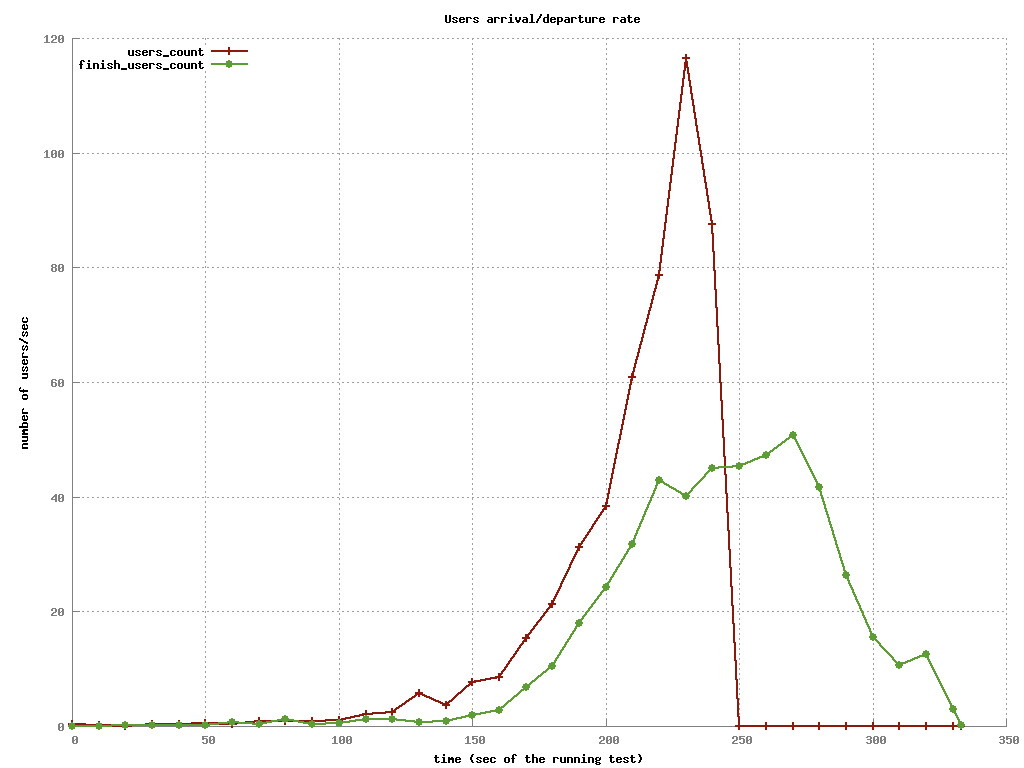 Users arrival/departure rate
users_count
finish_users_count
120
100
80
60
40
20
0
number of users/sec
0 50 100 150 200 250 300 350
time (sec of the running test)